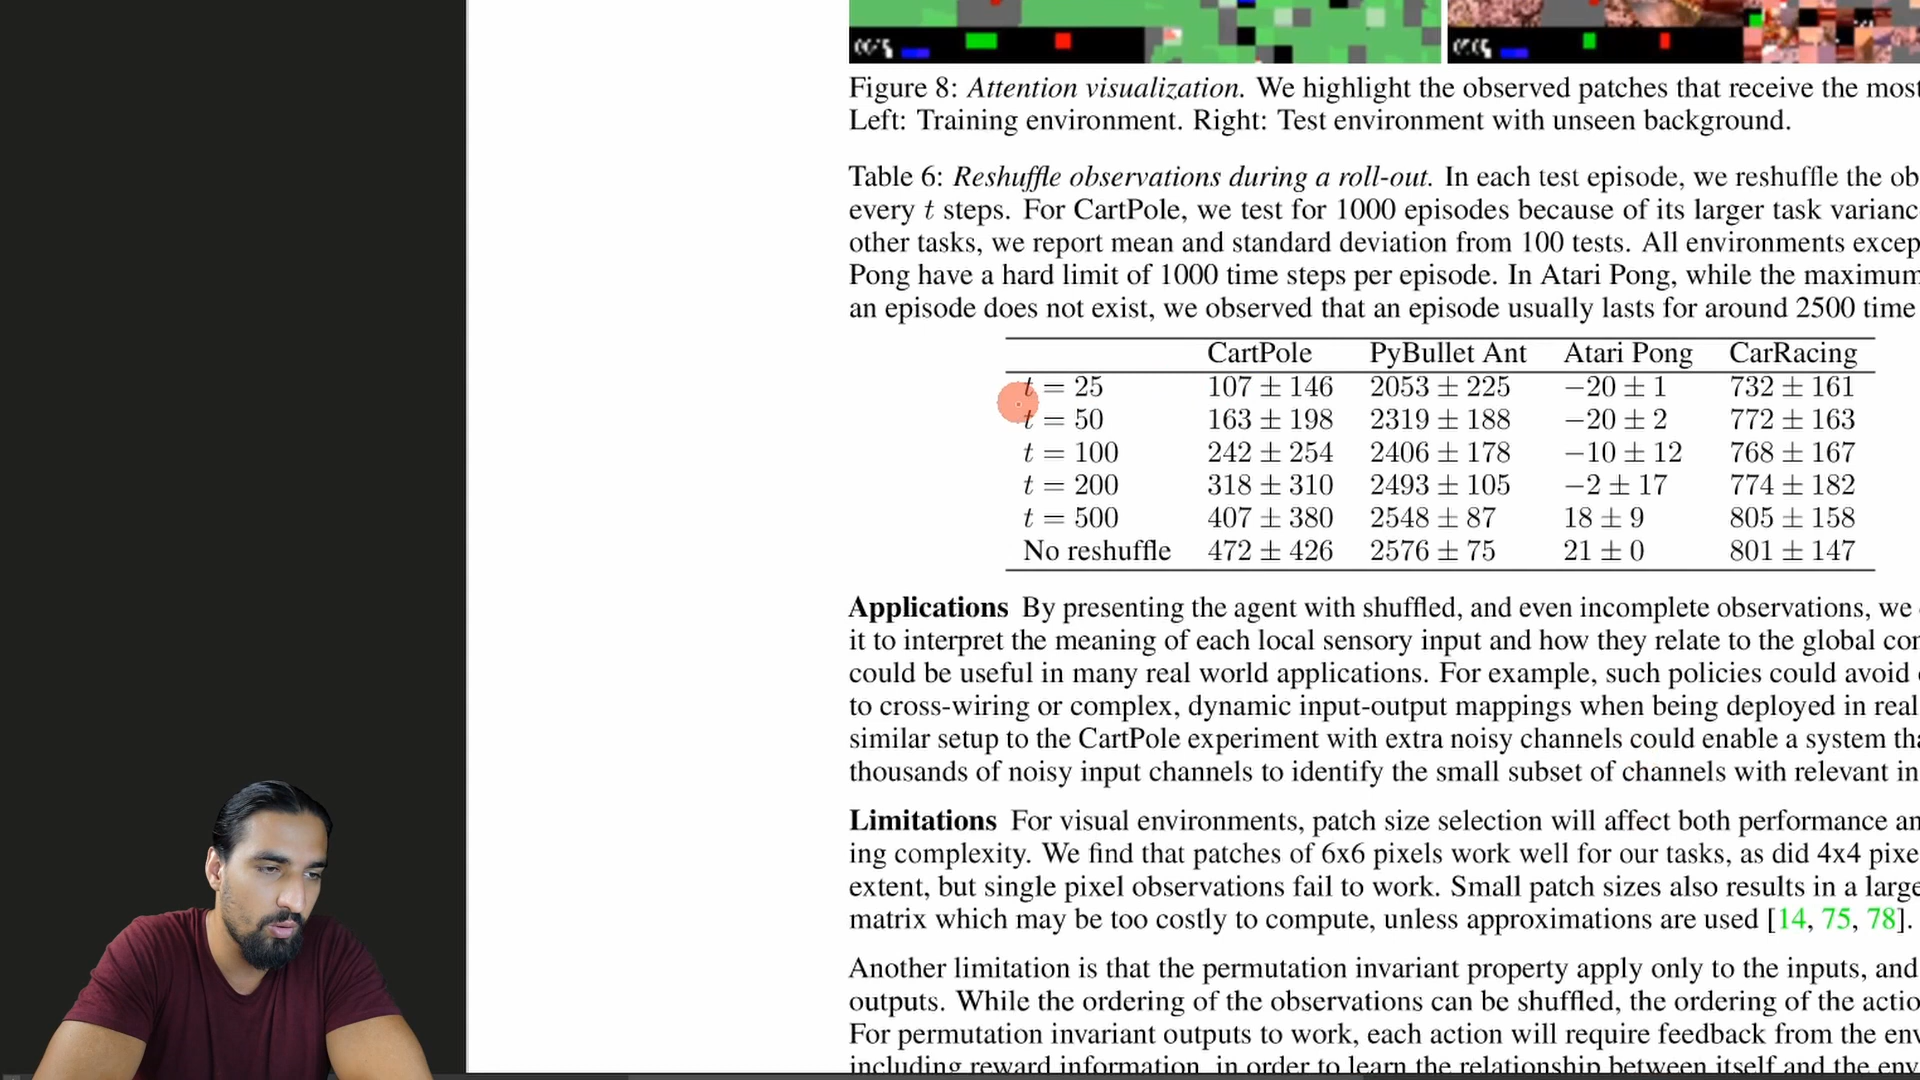 Figure 8: Attention visualization. We highlight the observed patches that receive the most
Left: Training environment. Right: Test environment with unseen background.
Table 6: Reshuffle observations during a roll-out. In each test episode, we reshuffle the ob
every t steps. For CartPole, we test for 1000 episodes because of its larger task varianc
other tasks, we report mean and standard deviation from 100 tests. All environments excep
Pong have a hard limit of 1000 time steps per episode. In Atari Pong, while the maximum
an episode does not exist, we observed that an episode usually lasts for around 2500 time
CartPole PyBullet Ant Atari Pong CarRacing
t = 25 107 ± 146 2053 ± 225 −20 ± 1 732 ± 161
t = 50 163 ± 198 2319 ± 188 −20 ± 2 772 ± 163
t = 100 242 ± 254 2406 ± 178 −10 ± 12 768 ± 167
t = 200 318 ± 310 2493 ± 105 −2 ± 17 774 ± 182
t = 500 407 ± 380 2548 ± 87 18 ± 9 805 ± 158
No reshuffle 472 ± 426 2576 ± 75 21 ± 0 801 ± 147
Applications By presenting the agent with shuffled, and even incomplete observations, we
it to interpret the meaning of each local sensory input and how they relate to the global con
could be useful in many real world applications. For example, such policies could avoid
to cross-wiring or complex, dynamic input-output mappings when being deployed in real
similar setup to the CartPole experiment with extra noisy channels could enable a system tha
thousands of noisy input channels to identify the small subset of channels with relevant in
Limitations For visual environments, patch size selection will affect both performance an
ing complexity. We find that patches of 6x6 pixels work well for our tasks, as did 4x4 pixe
extent, but single pixel observations fail to work. Small patch sizes also results in a large
matrix which may be too costly to compute, unless approximations are used [14, 75, 78].
Another limitation is that the permutation invariant property apply only to the inputs, and
outputs. While the ordering of the observations can be shuffled, the ordering of the actio
For permutation invariant outputs to work, each action will require feedback from the env
including reward information, in order to learn the relationship between itself and the env